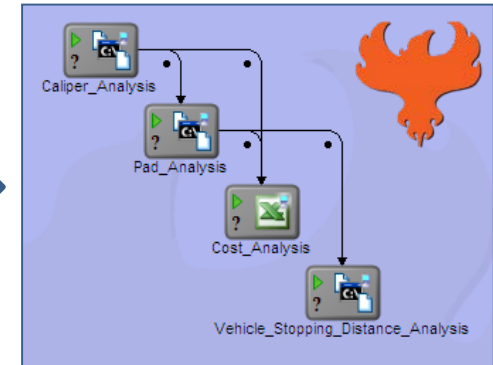 ?
Caliper_Analysis
?
Pad_Analysis
?
Cost_Analysis
?
Vehicle_Stopping_Distance_Analysis